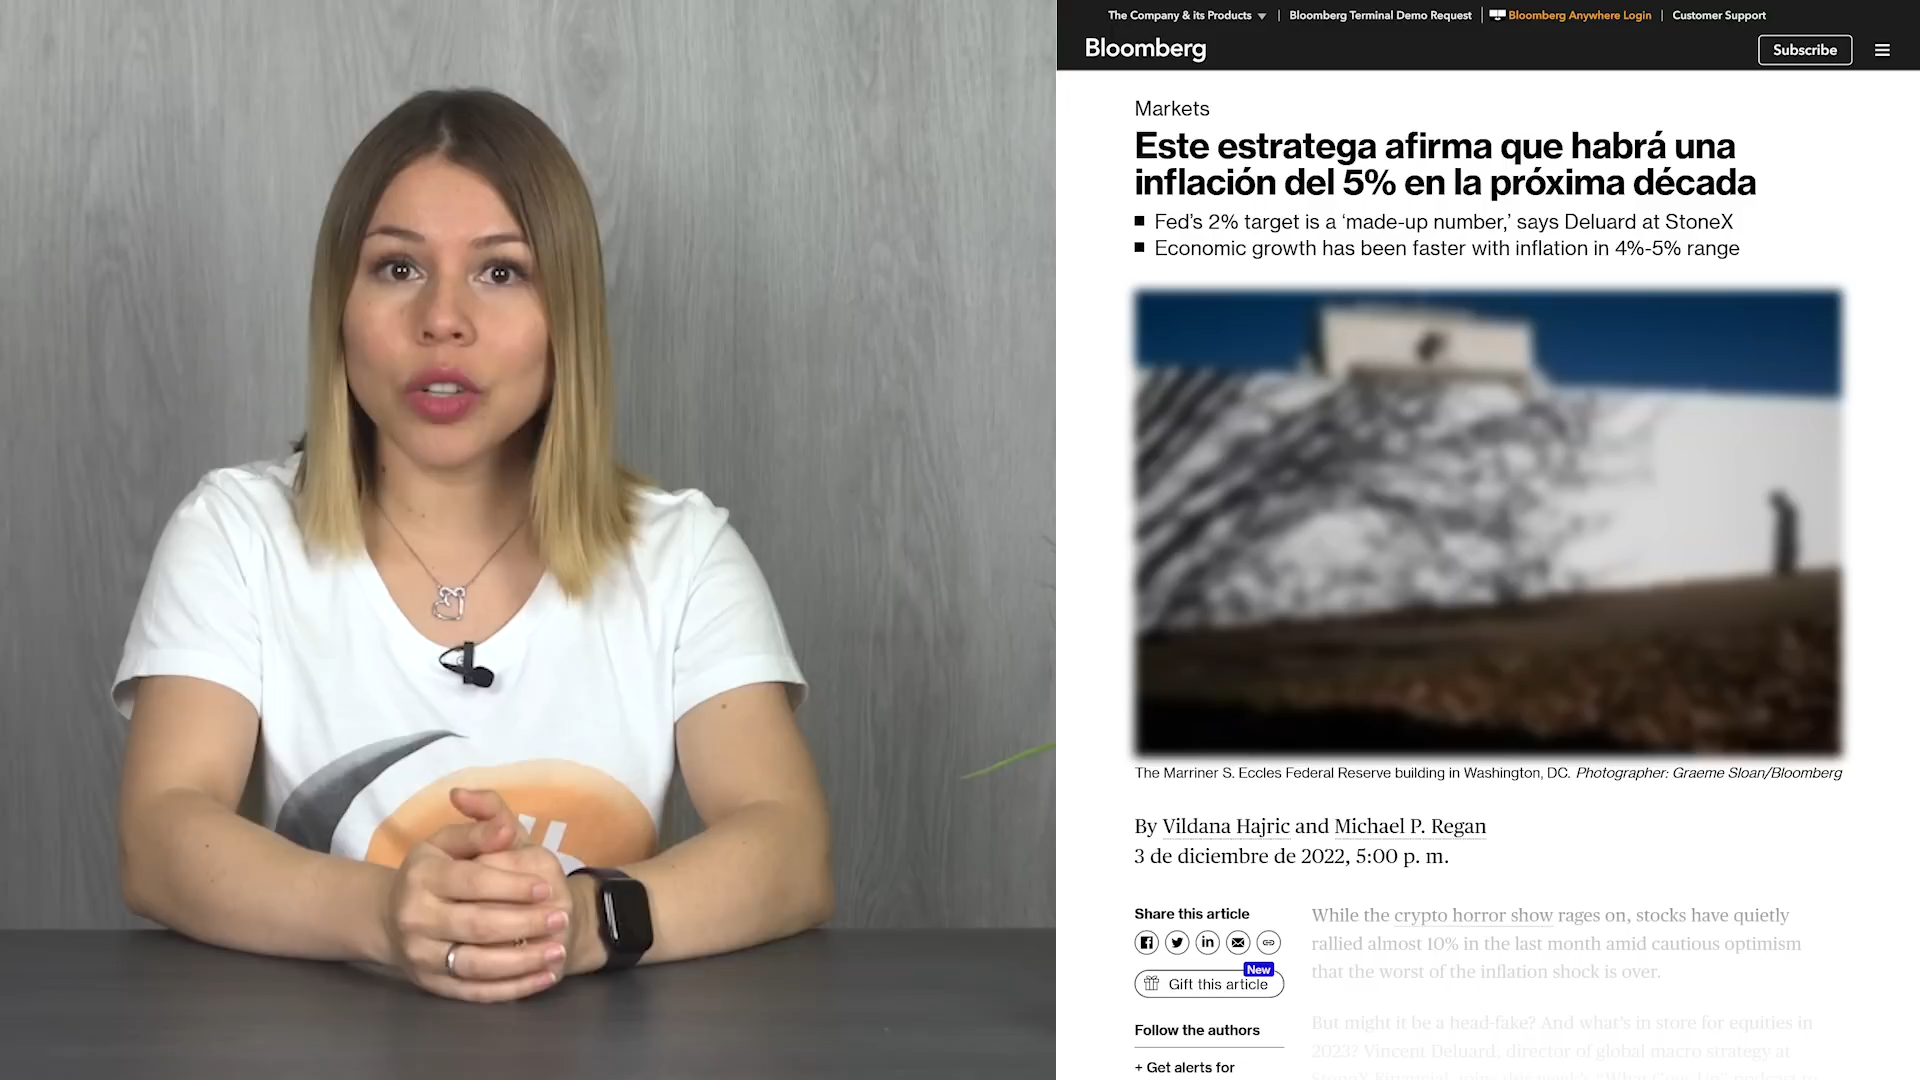 The Company & its Products
Bloomberg Terminal Demo Request
Bloomberg Anywhere Login
Customer Support
Bloomberg
Subscribe
Markets
Este estratega afirma que habrá una
inflación del 5% en la próxima década
Fed's 2% target is a 'made-up number,' says Deluard at StoneX
Economic growth has been faster with inflation in 4%-5% range
The Marriner S. Eccles Federal Reserve building in Washington, DC. Photographer: Graeme Sloan/Bloomberg
By Vildana Hajric and Michael P. Regan
3 de diciembre de 2022, 5:00 p. m.
Share this article
New
Gift this article
Follow the authors
+ Get alerts for
While the crypto horror show rages on, stocks have quietly
rallied almost 10% in the last month amid cautious optimism
that the worst of the inflation shock is over.
But might it be a head-fake? And what's in store for equities in
2023? Vincent Deluard, director of global macro strategy at